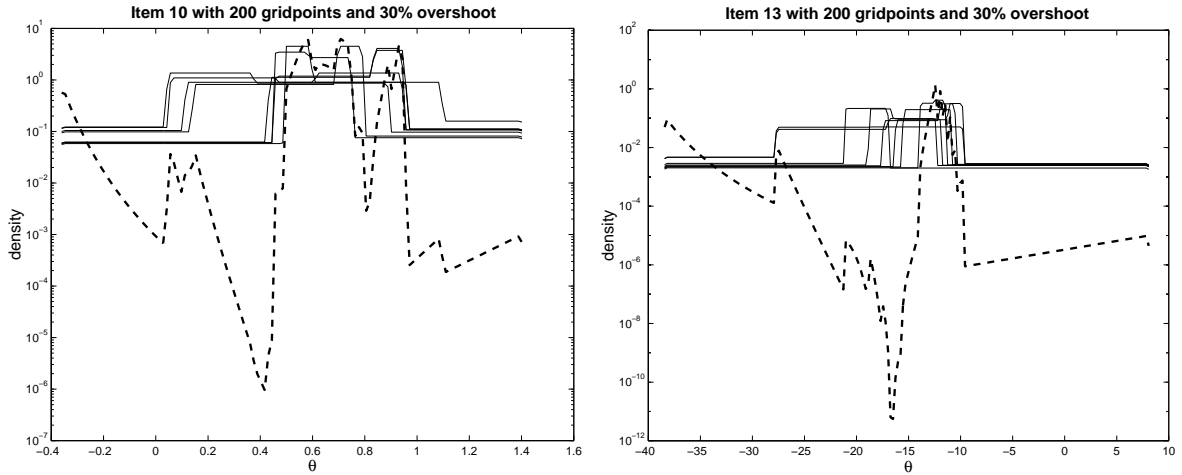 Item 10 with 200 gridpoints and 30% overshoot
10^1
10^0
10^−1
10^−2
10^−3
10^−4
10^−5
10^−6
10^−7
density
−0.4 −0.2 0 0.2 0.4 0.6 0.8 1 1.2 1.4 1.6
θ
Item 13 with 200 gridpoints and 30% overshoot
10^2
10^0
10^−2
10^−4
10^−6
10^−8
10^−10
10^−12
density
−40 −35 −30 −25 −20 −15 −10 −5 0 5 10
θ